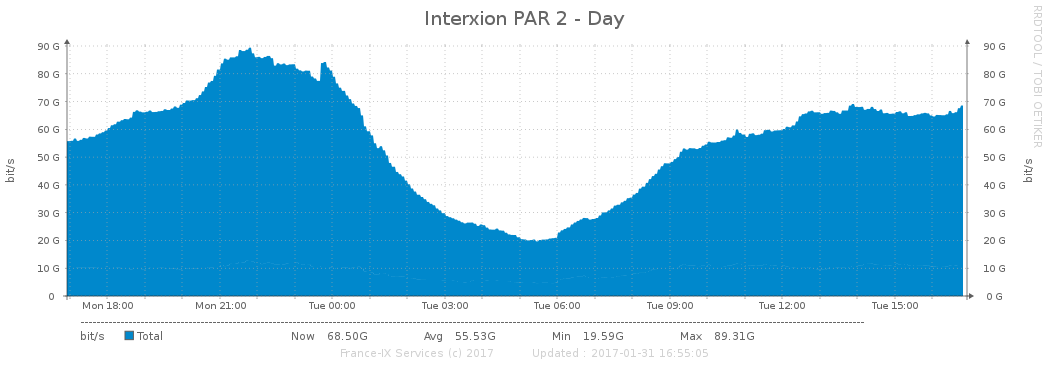 Interxion PAR 2 - Day
RRDTOOL / TOBI OETIKER
90 G 90 G
80 G 80 G
70 G 70 G
60 G 60 G
50 G 50 G
40 G 40 G
30 G 30 G
20 G 20 G
10 G 10 G
0 0 G
bit/s bit/s
Mon 18:00 Mon 21:00 Tue 00:00 Tue 03:00 Tue 06:00 Tue 09:00 Tue 12:00 Tue 15:00
bit/s Total Now 68.50G Avg 55.53G Min 19.59G Max 89.31G
France-IX Services (c) 2017 Updated : 2017-01-31 16:55:05